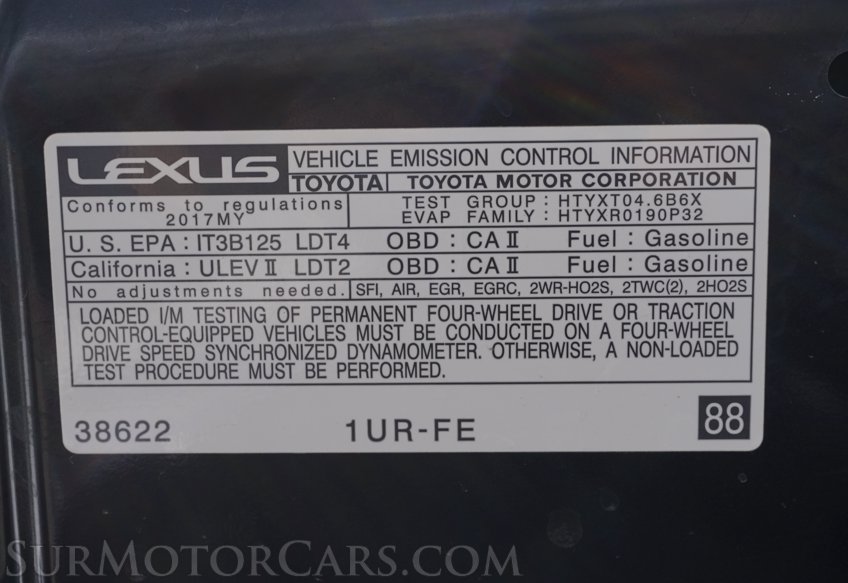 LEXUS VEHICLE EMISSION CONTROL INFORMATION
TOYOTA TOYOTA MOTOR CORPORATION
Conforms to regulations
2017MY
TEST GROUP : HTYXT04.6B6X
EVAP FAMILY : HTYXR0190P32
U. S. EPA : IT3B125 LDT4 OBD : CA II Fuel : Gasoline
California : ULEV II LDT2 OBD : CA II Fuel : Gasoline
No adjustments needed. SFI, AIR, EGR, EGRC, 2WR-HO2S, 2TWC(2), 2HO2S
LOADED I/M TESTING OF PERMANENT FOUR-WHEEL DRIVE OR TRACTION
CONTROL-EQUIPPED VEHICLES MUST BE CONDUCTED ON A FOUR-WHEEL
DRIVE SPEED SYNCHRONIZED DYNAMOMETER. OTHERWISE, A NON-LOADED
TEST PROCEDURE MUST BE PERFORMED.
38622 1UR-FE 88
SURMOTORCARS.COM